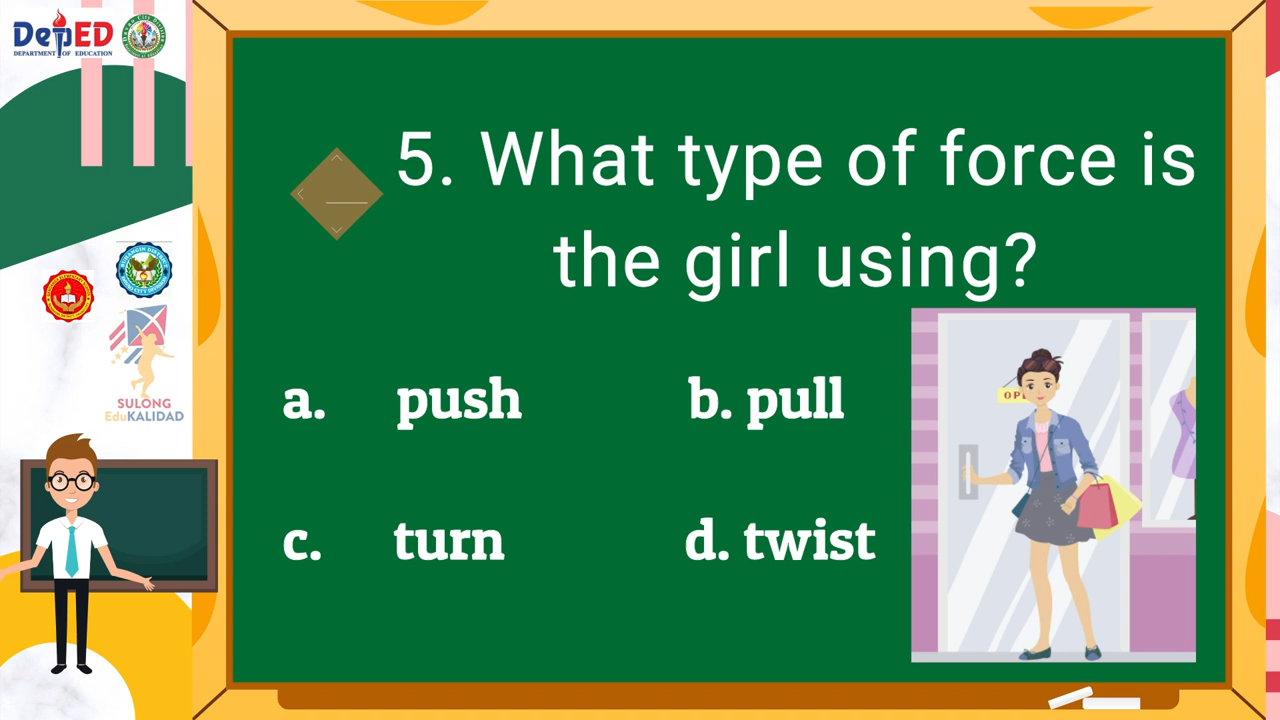 DepED
DEPARTMENT OF EDUCATION
5. What type of force is
the girl using?
a. push b. pull
c. turn d. twist
SULONG
EduKALIDAD